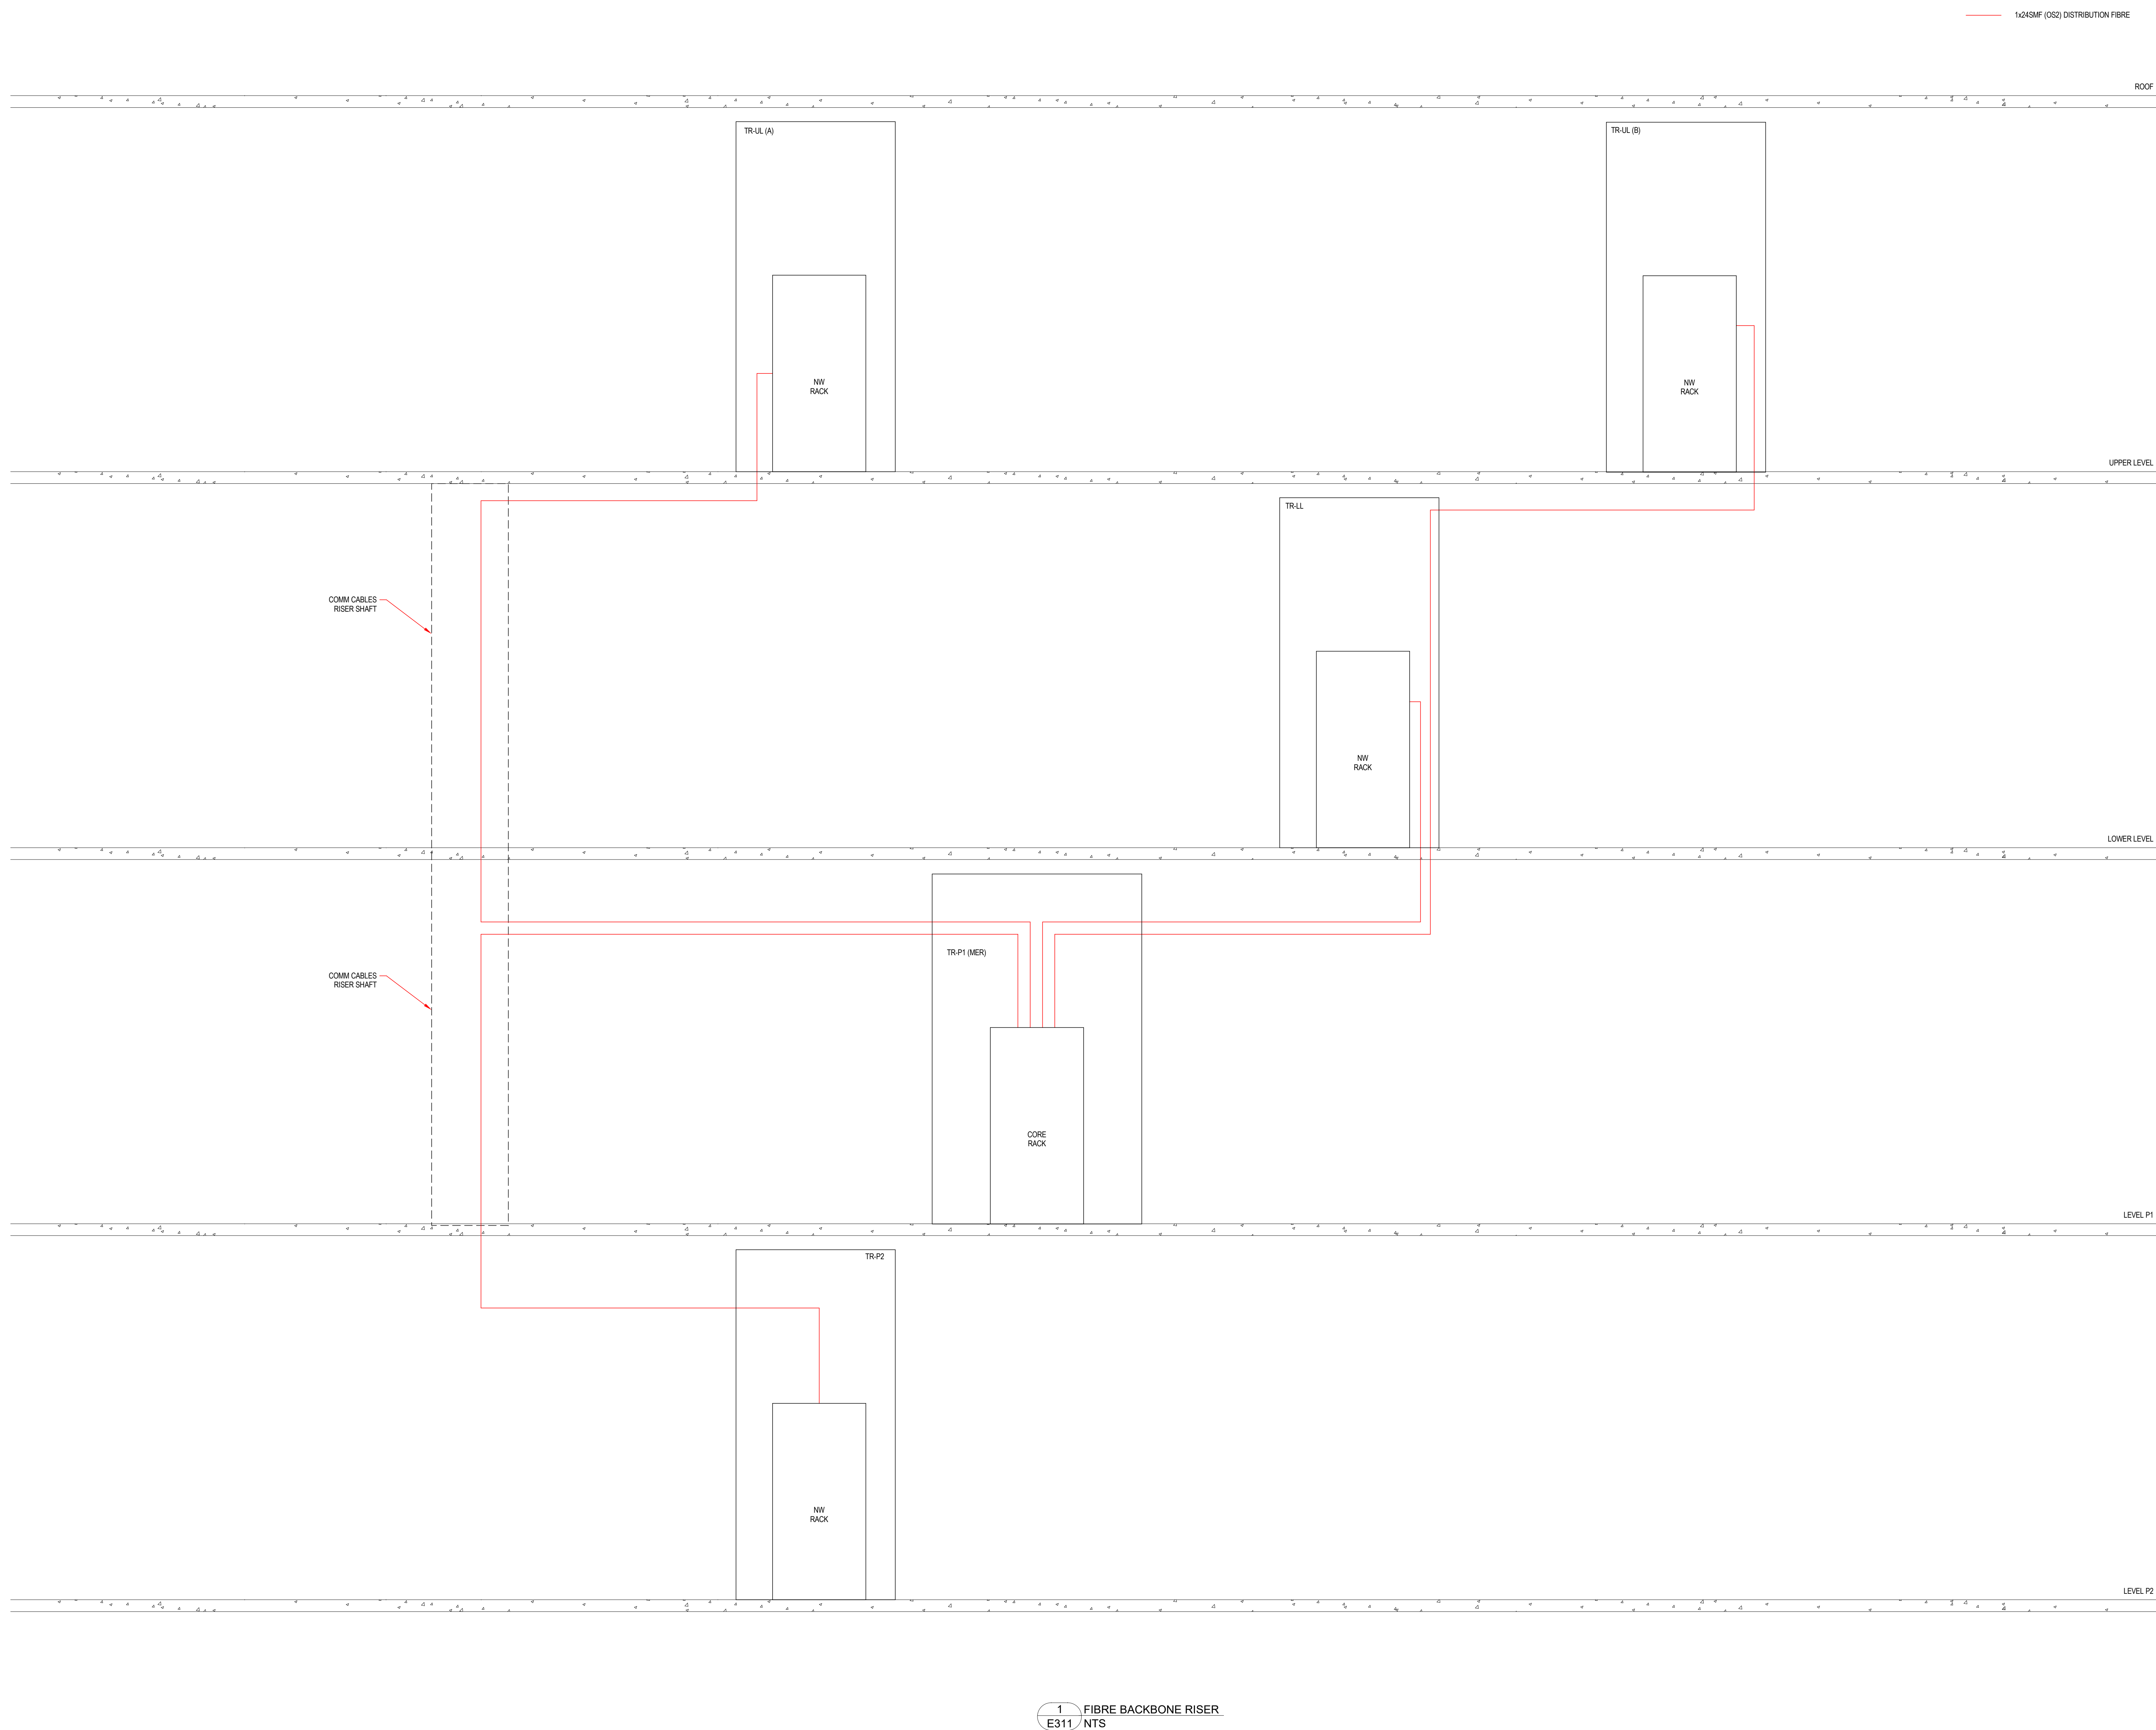 1x24SMF (OS2) DISTRIBUTION FIBRE
ROOF
TR-UL (A)
TR-UL (B)
NW
RACK
NW
RACK
UPPER LEVEL
TR-LL
COMM CABLES
RISER SHAFT
NW
RACK
LOWER LEVEL
TR-P1 (MER)
COMM CABLES
RISER SHAFT
CORE
RACK
LEVEL P1
TR-P2
NW
RACK
LEVEL P2
1
FIBRE BACKBONE RISER
E311
NTS